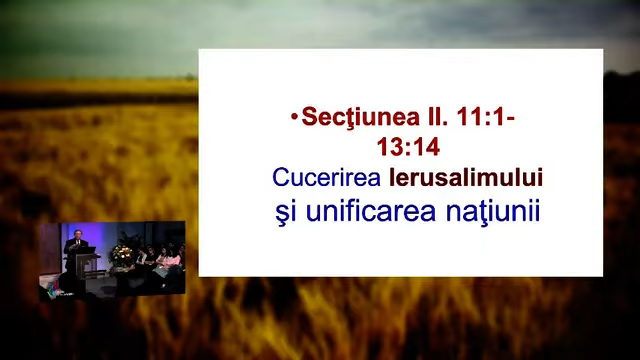 •Secţiunea II. 11:1-
13:14
Cucerirea Ierusalimului
şi unificarea naţiunii